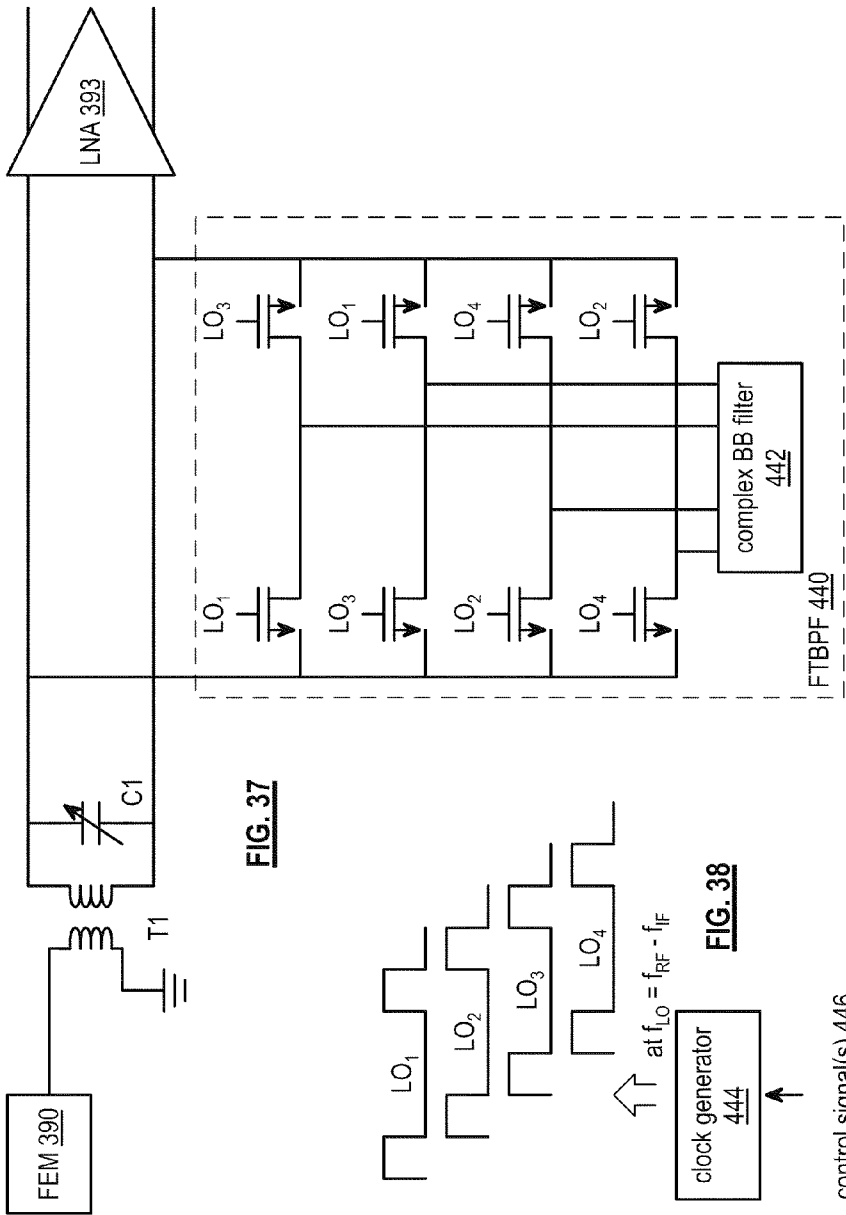 FEM 390
T1
C1
LNA 393
LO1
LO3
LO3
LO1
LO2
LO4
LO4
LO2
complex BB filter
442
FTBPF 440
FIG. 37
LO1
LO2
LO3
LO4
at fLO = fRF - fIF
clock generator
444
control signal(s) 446
FIG. 38